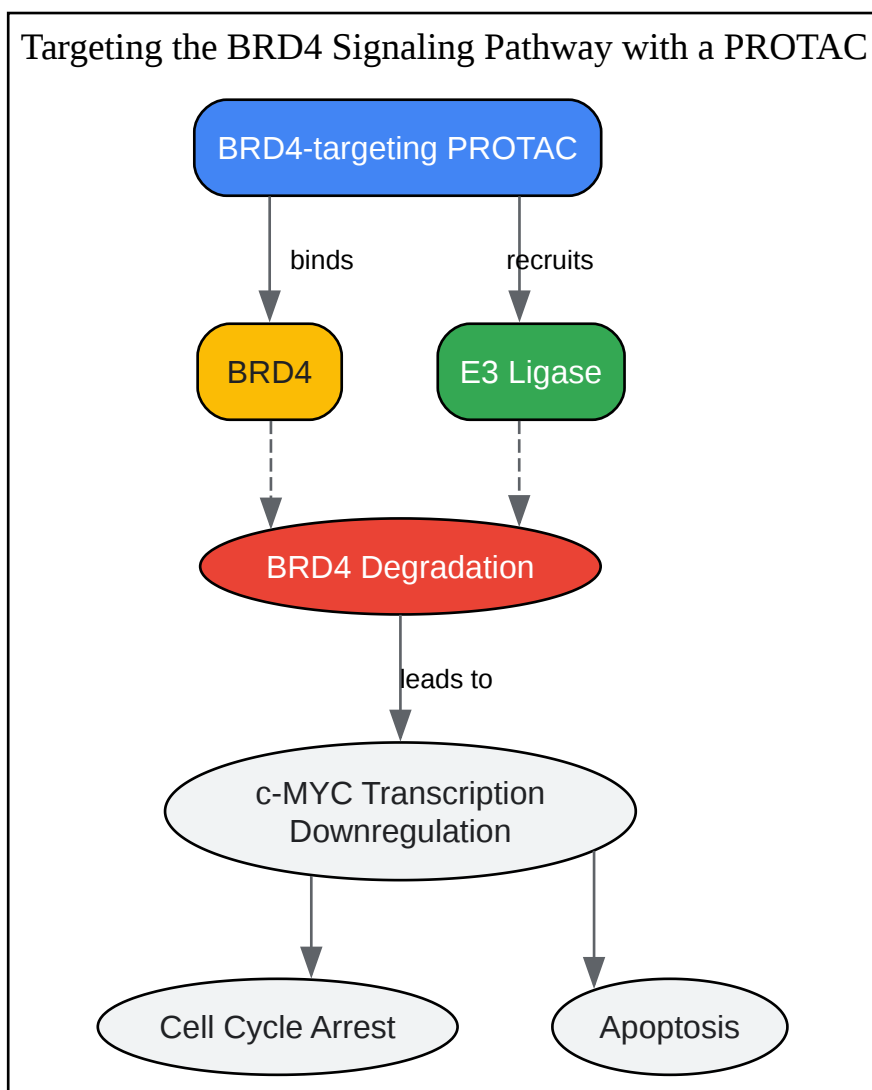 Targeting the BRD4 Signaling Pathway with a PROTAC
BRD4-targeting PROTAC
binds
recruits
BRD4
E3 Ligase
BRD4 Degradation
leads to
c-MYC Transcription
Downregulation
Cell Cycle Arrest
Apoptosis